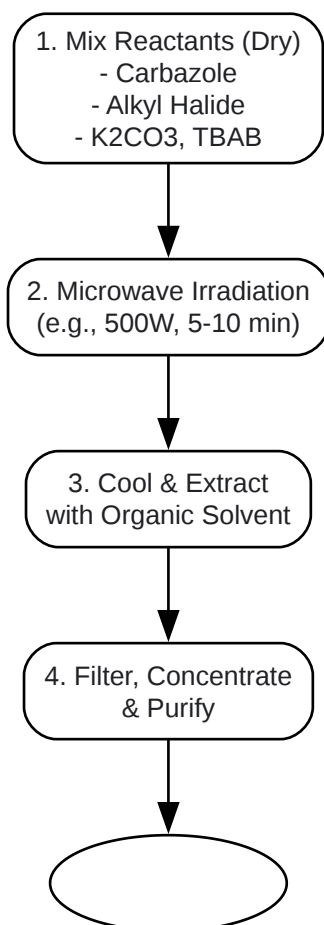 1. Mix Reactants (Dry)
- Carbazole
- Alkyl Halide
- K2CO3, TBAB
2. Microwave Irradiation
(e.g., 500W, 5-10 min)
3. Cool & Extract
with Organic Solvent
4. Filter, Concentrate
& Purify